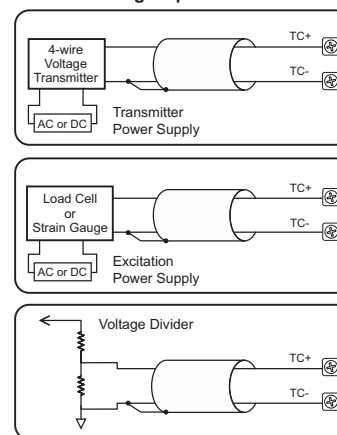 4-wire
Voltage
Transmitter
AC or DC
Transmitter
Power Supply
TC+
TC-
Load Cell
or
Strain Gauge
AC or DC
Excitation
Power Supply
TC+
TC-
Voltage Divider
TC+
TC-